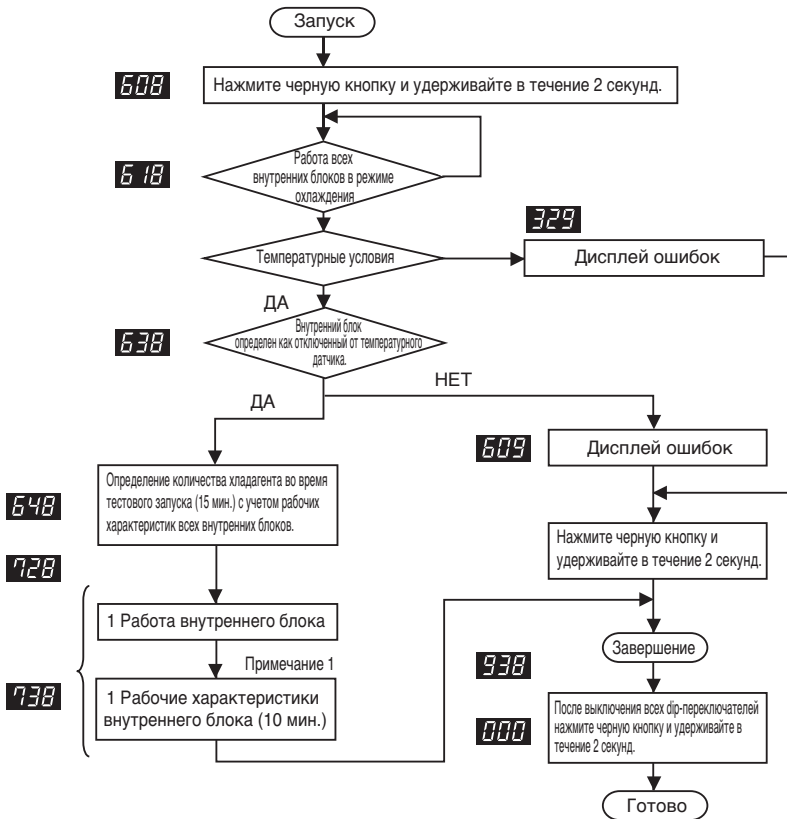 Запуск
608
Нажмите черную кнопку и удерживайте в течение 2 секунд.
618
Работа всех
внутренних блоков в режиме
охлаждения
329
Температурные условия
Дисплей ошибок
ДА
638
Внутренний блок
определен как отключенный от температурного
датчика.
НЕТ
ДА
609
Дисплей ошибок
648
Определение количества хладагента во время
тестового запуска (15 мин.) с учетом рабочих
характеристик всех внутренних блоков.
Нажмите черную кнопку и
удерживайте в течение 2 секунд.
728
1 Работа внутреннего блока
Завершение
Примечание 1
938
738
1 Рабочие характеристики
внутреннего блока (10 мин.)
После выключения всех dip-переключателей
нажмите черную кнопку и удерживайте в
течение 2 секунд.
000
Готово